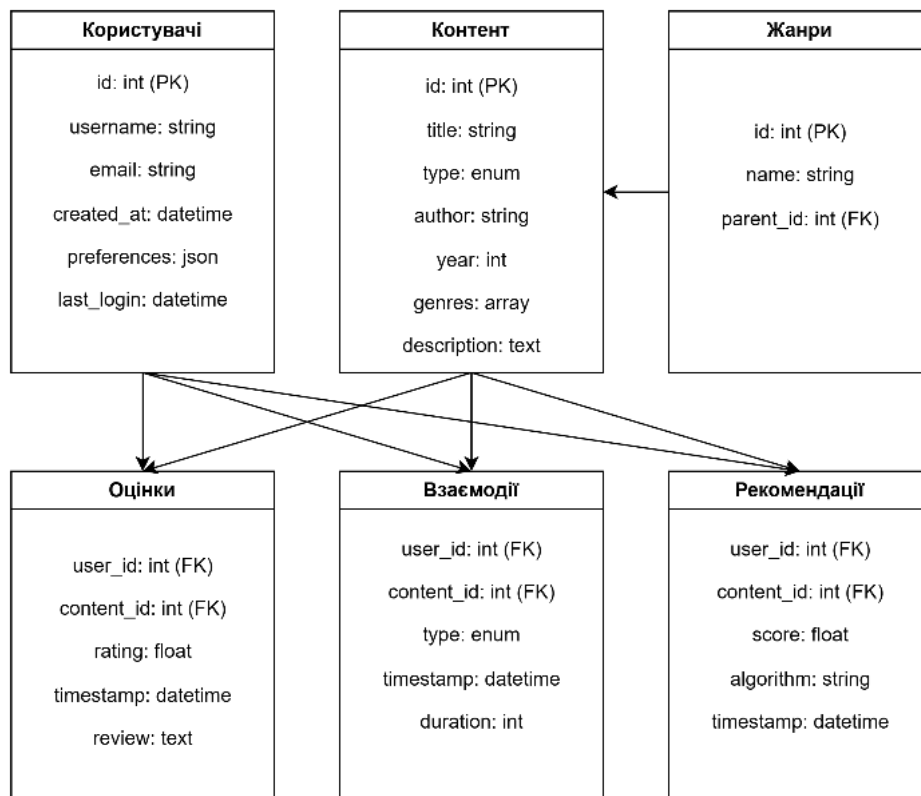 Користувачі
id: int (PK)
username: string
email: string
created_at: datetime
preferences: json
last_login: datetime
Контент
id: int (PK)
title: string
type: enum
author: string
year: int
genres: array
description: text
Жанри
id: int (PK)
name: string
parent_id: int (FK)
Оцінки
user_id: int (FK)
content_id: int (FK)
rating: float
timestamp: datetime
review: text
Взаємодії
user_id: int (FK)
content_id: int (FK)
type: enum
timestamp: datetime
duration: int
Рекомендації
user_id: int (FK)
content_id: int (FK)
score: float
algorithm: string
timestamp: datetime